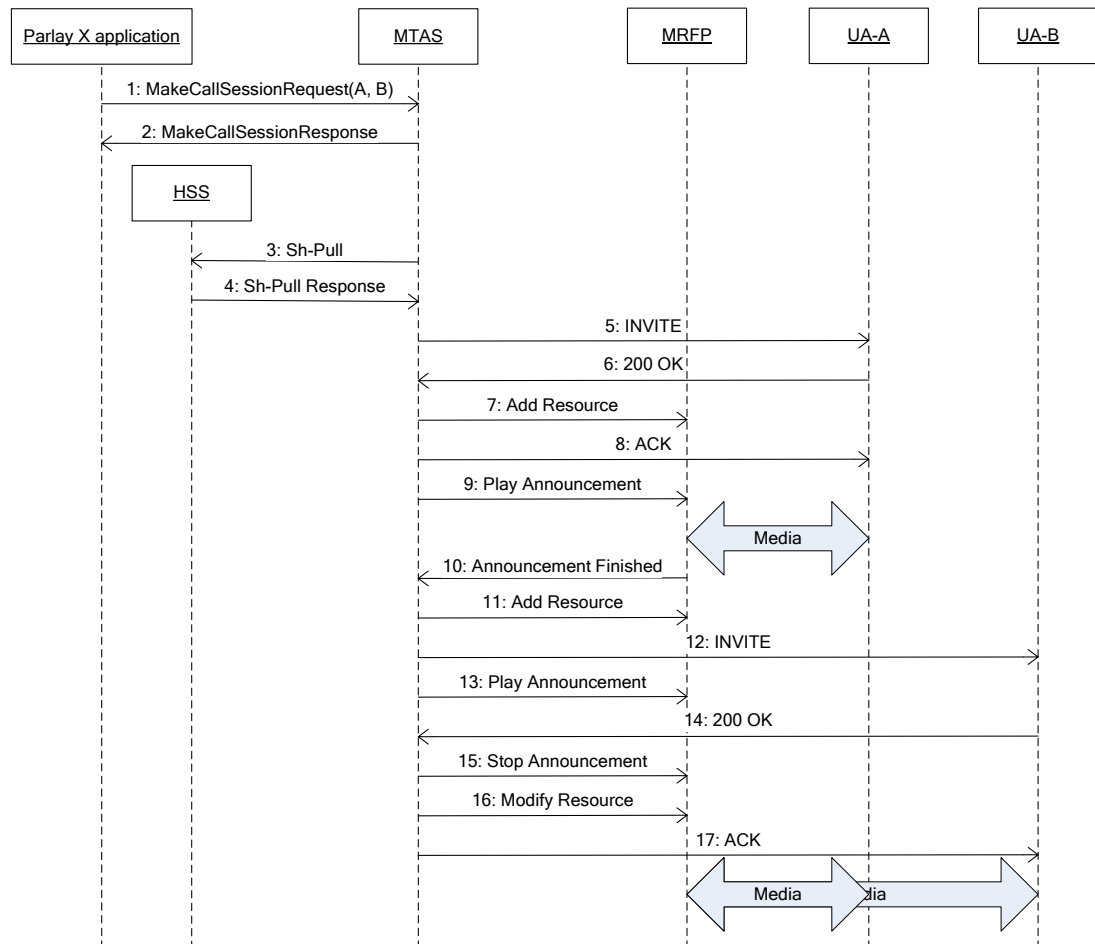 Parlay X application
MTAS
MRFP
UA-A
UA-B
1: MakeCallSessionRequest(A, B)
2: MakeCallSessionResponse
HSS
3: Sh-Pull
4: Sh-Pull Response
5: INVITE
6: 200 OK
7: Add Resource
8: ACK
9: Play Announcement
Media
10: Announcement Finished
11: Add Resource
12: INVITE
13: Play Announcement
14: 200 OK
15: Stop Announcement
16: Modify Resource
17: ACK
Media